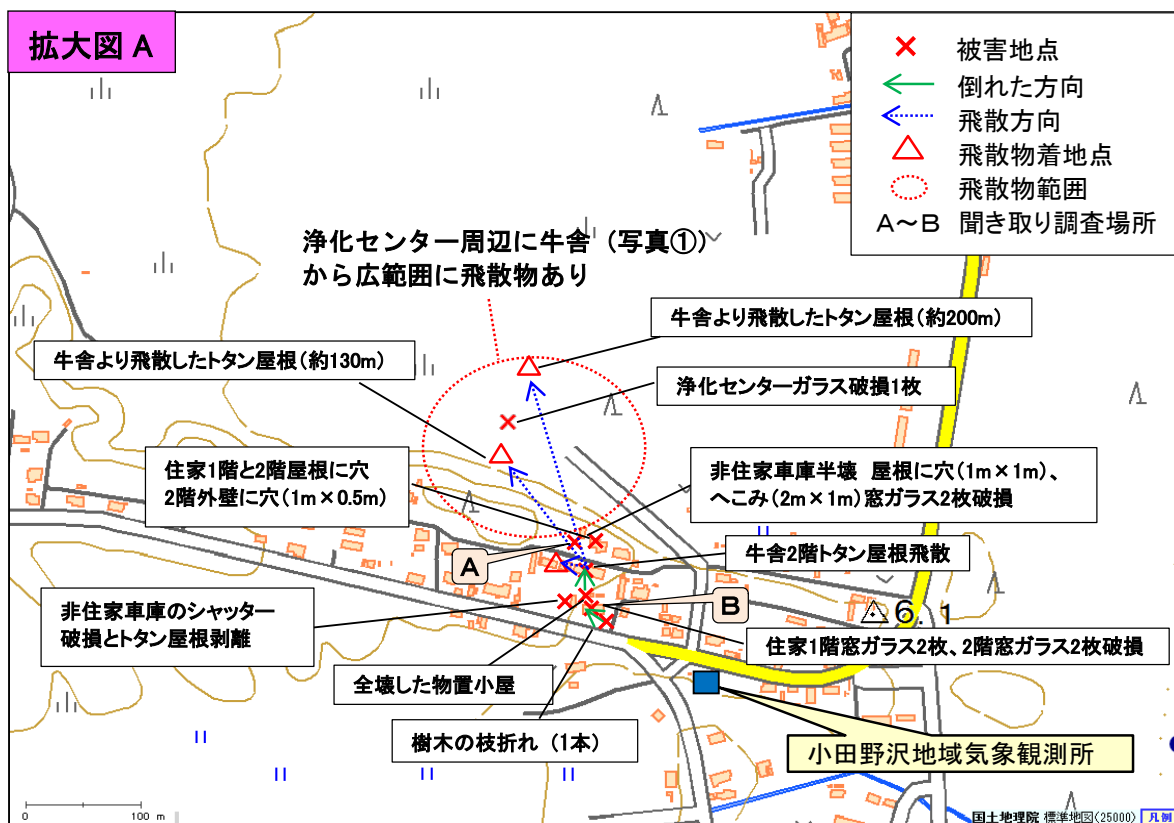 拡大図 A
被害地点
倒れた方向
飛散方向
飛散物着地点
飛散物範囲
A~B 聞き取り調査場所
浄化センター周辺に牛舎(写真①)
から広範囲に飛散物あり
牛舎より飛散したトタン屋根(約200m)
牛舎より飛散したトタン屋根(約130m)
浄化センターガラス破損1枚
住家1階と2階屋根に穴
2階外壁に穴(1m×0.5m)
非住家車庫半壊 屋根に穴(1m×1m)、
へこみ(2m×1m)窓ガラス2枚破損
牛舎2階トタン屋根飛散
A
B
6.1
非住家車庫のシャッター
破損とトタン屋根剥離
住家1階窓ガラス2枚、2階窓ガラス2枚破損
全壊した物置小屋
樹木の枝折れ(1本)
小田野沢地域気象観測所
0 100 m
国土地理院 標準地図(25000) 凡例